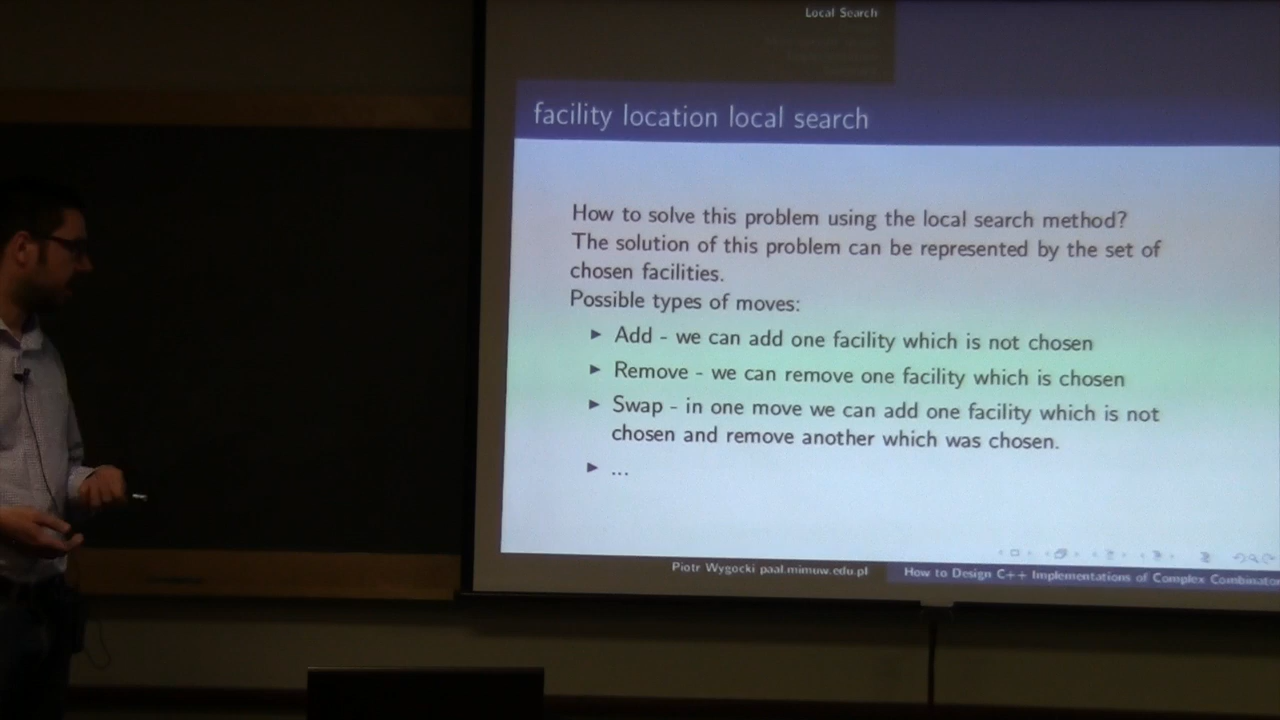 Local Search
facility location local search
How to solve this problem using the local search method?
The solution of this problem can be represented by the set of
chosen facilities.
Possible types of moves:
Add - we can add one facility which is not chosen
Remove - we can remove one facility which is chosen
Swap - in one move we can add one facility which is not
chosen and remove another which was chosen.
...
Piotr Wygocki paal.mimuw.edu.pl
How to Design C++ Implementations of Complex Combinator